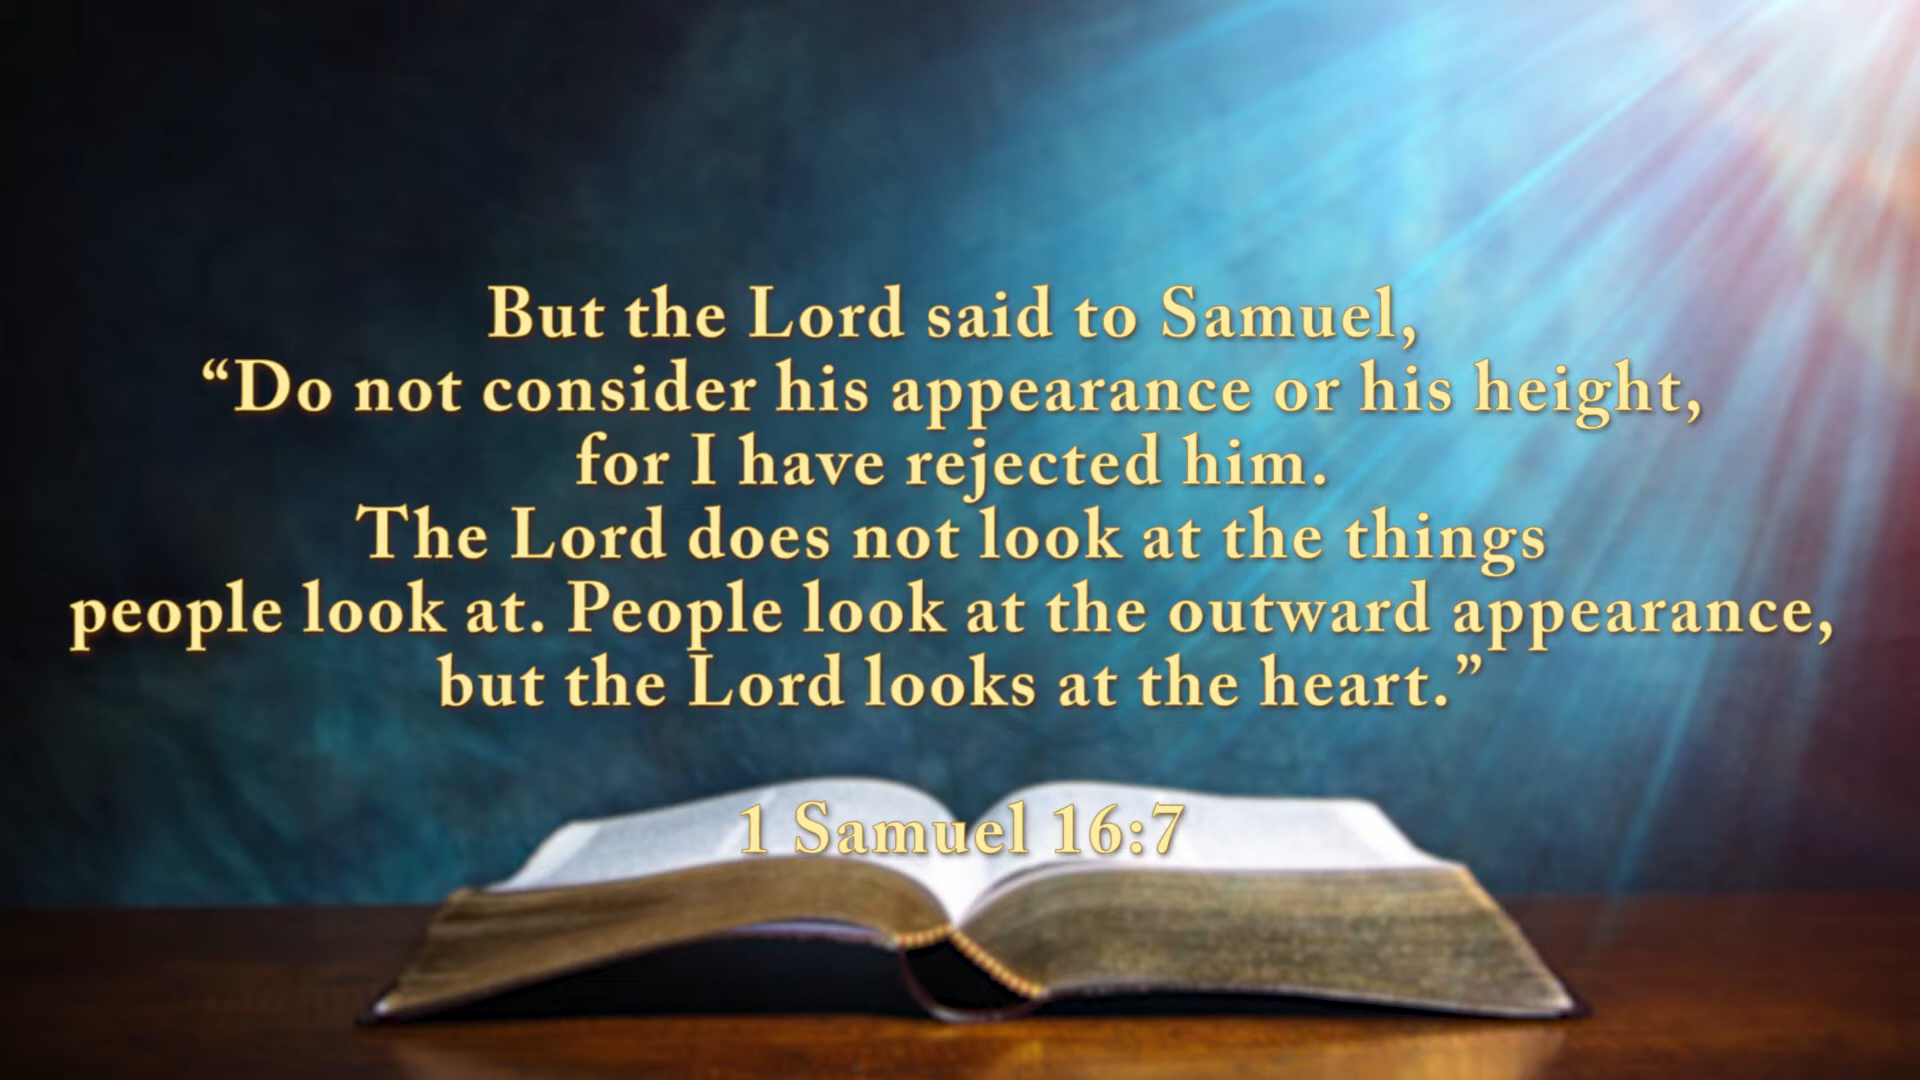 But the Lord said to Samuel,
“Do not consider his appearance or his height,
for I have rejected him.
The Lord does not look at the things
people look at. People look at the outward appearance,
but the Lord looks at the heart.”
1 Samuel 16:7